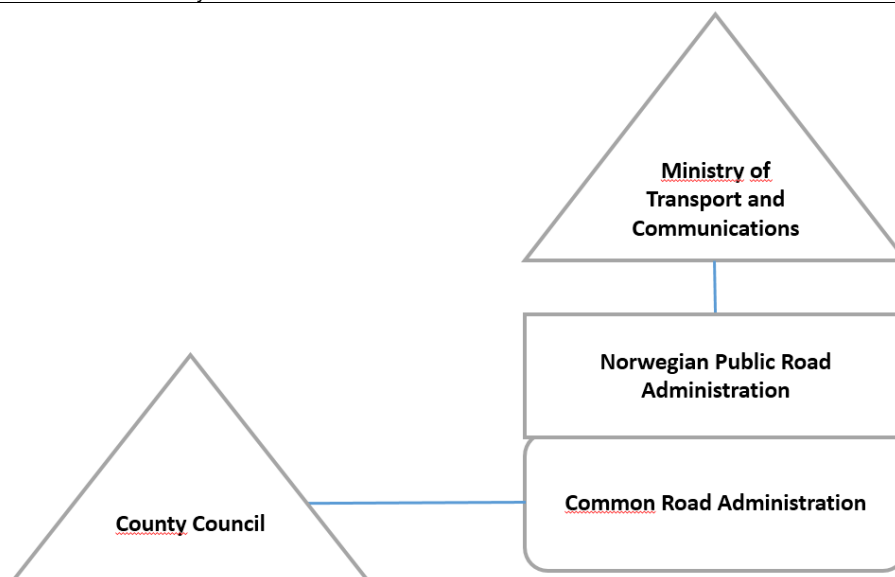 Ministry of
Transport and
Communications
Norwegian Public Road
Administration
Common Road Administration
County Council